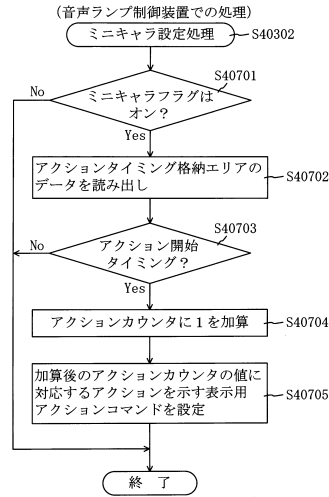 (音声ランプ制御装置での処理)
ミニキャラ設定処理
S40302
S40701
No
ミニキャラフラグは
オン？
Yes
アクションタイミング格納エリアの
データを読み出し
S40702
S40703
No
アクション開始
タイミング？
Yes
アクションカウンタに１を加算
S40704
加算後のアクションカウンタの値に
対応するアクションを示す表示用
アクションコマンドを設定
S40705
終 了